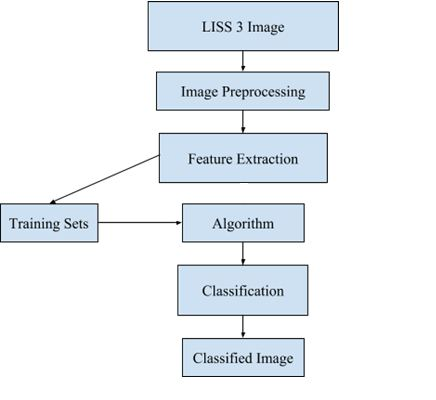 LISS 3 Image
Image Preprocessing
Feature Extraction
Training Sets
Algorithm
Classification
Classified Image